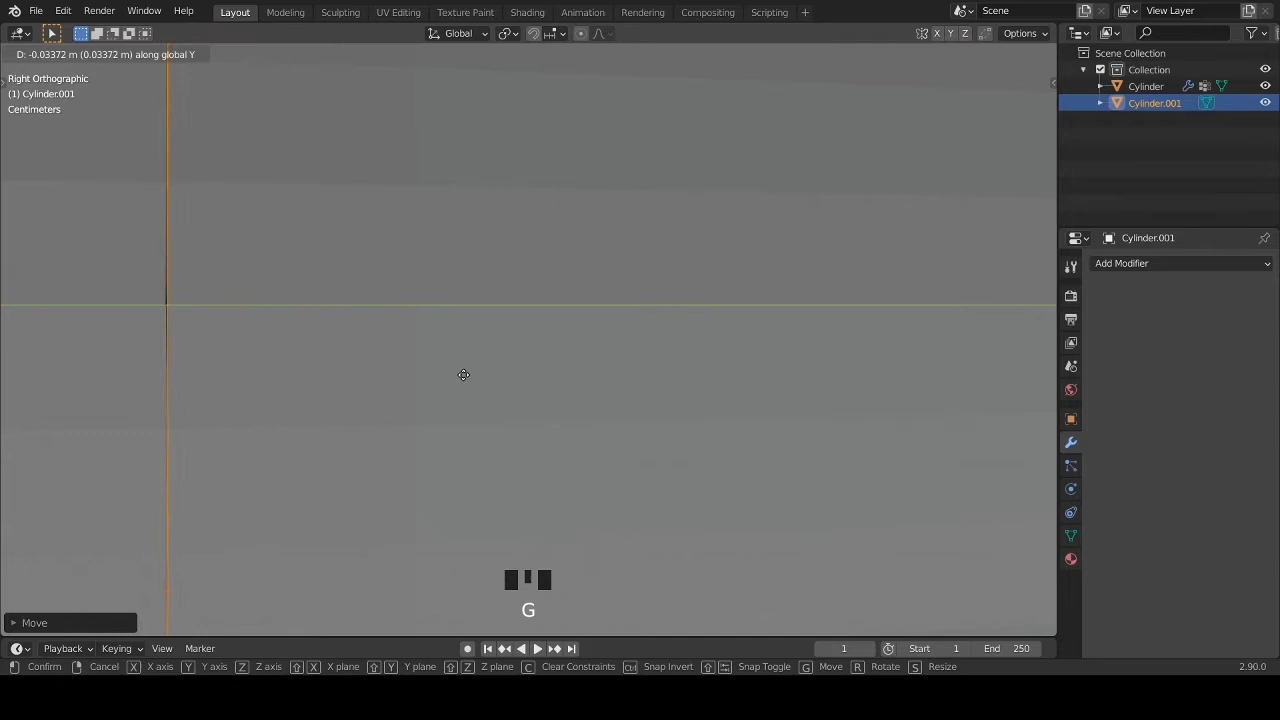 File Edit Render Window Help Layout Modeling Sculpting UV Editing Texture Paint Shading Animation Rendering Compositing Scripting + Scene View Layer
Global X Y Z Options
D: -0.03372 m (0.03372 m) along global Y
Right Orthographic
(1) Cylinder.001
Centimeters
Scene Collection
Collection
Cylinder
Cylinder.001
Cylinder.001
Add Modifier
G
Move
Playback Keying View Marker 1 Start 1 End 250
Confirm Cancel X X axis Y Y axis Z Z axis X X plane Y Y plane Z Z plane C Clear Constraints Ctrl Snap Invert Snap Toggle G Move R Rotate S Resize 2.90.0